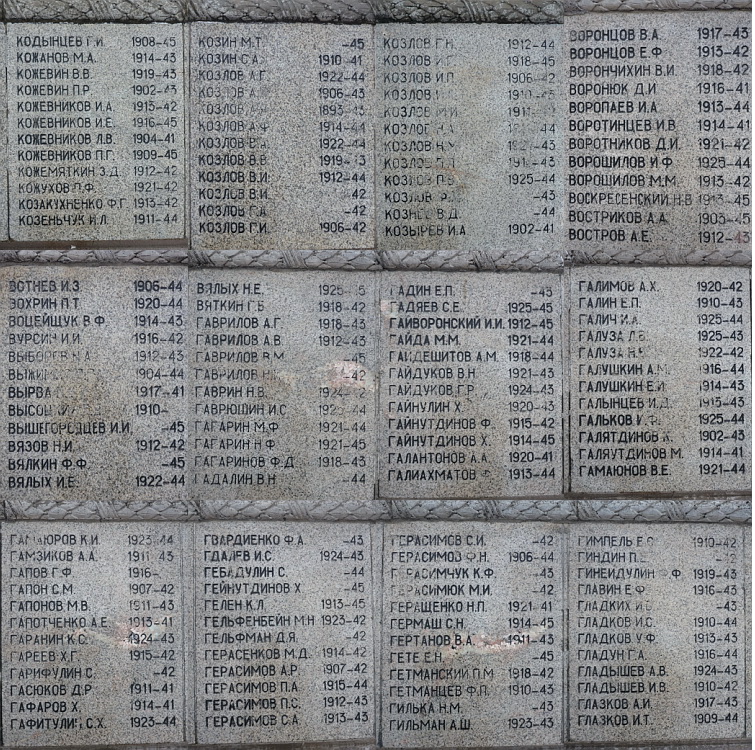 КОДЫНЦЕВ Г.И. 1908-45
КОЖАНОВ М.А. 1914-43
КОЖЕВИН В.В. 1919-43
КОЖЕВИН П.Р. 1902-43
КОЖЕВНИКОВ И.А. 1913-42
КОЖЕВНИКОВ И.Е. 1916-45
КОЖЕВНИКОВ Л.В. 1904-41
КОЖЕВНИКОВ П.Г. 1909-45
КОЖЕМЯТКИН З.Д. 1912-42
КОЖУХОВ П.Ф. 1921-42
КОЗАКУХНЕНКО Ф.Г. 1913-42
КОЗЕНЬЧУК И.Л. 1911-44
КОЗИН М.Т. -45
КОЗИН С.А. 1910-41
КОЗЛОВ А.Г. 1922-44
КОЗЛОВ 1906-43
КОЗЛОВ 1893-43
КОЗЛОВ А.Ф. 1914-44
КОЗЛОВ В.А. 1922-44
КОЗЛОВ В.В.
КОЗЛОВ В.И. 1912-44
КОЗЛОВ В.И. -42
КОЗЛОВ Г.А. -42
КОЗЛОВ Г.И. 1906-42
КОЗЛОВ Г.Н. 1912-44
КОЗЛОВ 1918-45
КОЗЛОВ И.П. 1906-42
КОЗЛОВ
КОЗЛОВ
КОЗЛОВ
КОЗЛОВ
КОЗЛОВ
КОЗЛОВ 1925-44
КОЗЛОВ -43
КОЗНЕВ В.Д. -44
КОЗЫРЕВ И.А. 1902-41
ВОРОНЦОВ В.А. 1917-43
ВОРОНЦОВ Е.Ф. 1913-42
ВОРОНЧИХИН В.И. 1918-42
ВОРОНЮК Д.И. 1916-41
ВОРОПАЕВ И.А. 1913-44
ВОРОТИНЦЕВ И.В. 1914-41
ВОРОТНИКОВ Д.И. 1921-42
ВОРОШИЛОВ И.Ф. 1925-44
ВОРОШИЛОВ М.М. 1913-42
ВОСКРЕСЕНСКИЙ Н.В.
ВОСТРИКОВ А.А. 1903-45
ВОСТРОВ А.Е. 1912-43
ВОТНЕВ И.З. 1906-44
ВОХРИН П.Т. 1920-44
ВОЦЕЙЩУК В.Ф. 1914-43
ВУРСИН И.И. 1916-42
ВЫБОРОВ 1912-43
1904-44
ВЫРВА 1917-41
1910-
ВЫШЕГОРОДЦЕВ И.И. -45
ВЯЗОВ Н.И. 1912-42
ВЯЛКИН Ф.Ф. -45
ВЯЛЫХ И.Е. 1922-44
ВЯЛЫХ Н.Е.
ВЯТКИН Г.Б. 1918-42
ГАВРИЛОВ А.Г. 1918-43
ГАВРИЛОВ А.В. 1912-43
ГАВРИЛОВ В.М. -45
ГАВРИЛОВ -42
ГАВРИН Н.В.
ГАВРЮШИН И.С.
ГАГАРИН М.Ф. 1921-44
ГАГАРИН Н.Ф. 1921-45
ГАГАРИНОВ Ф.Д. 1918-43
ГАДАЛИН В.Н. -44
ГАДИН Е.П. -43
ГАДЯЕВ С.Е. 1925-45
ГАЙВОРОНСКИЙ И.И. 1912-45
ГАЙДА М.М. 1921-44
ГАЙДЕШИТОВ А.М. 1918-44
ГАЙДУКОВ В.Н. 1921-43
ГАЙДУКОВ Г.Р. 1924-43
ГАЙНУЛИН Х. 1920-43
ГАЙНУТДИНОВ Ф. 1915-42
ГАЙНУТДИНОВ Х. 1914-45
ГАЛАНТОНОВ А.А. 1920-41
ГАЛИАХМАТОВ Ф. 1913-44
ГАЛИМОВ А.Х. 1920-42
ГАЛИН Е.П. 1910-43
ГАЛИЧ И.А. 1925-44
ГАЛУЗА 1925-43
ГАЛУЗА 1922-42
ГАЛУШКИН А.М. 1916-44
ГАЛУШКИН Е.И. 1914-43
ГАЛЫНЦЕВ И.Д. 1913-43
ГАЛЬКОВ И.Ф. 1925-44
ГАЛЯТДИНОВ 1902-43
ГАЛЯУТДИНОВ М. 1914-41
ГАМАЮНОВ В.Е. 1921-44
ГАМАЮРОВ К.И. 1923-44
ГАМЗИКОВ А.А. 1911-43
ГАПОВ Г.Ф. 1916-
ГАПОН С.М. 1907-42
ГАПОНОВ М.В. 1911-43
ГАПОТЧЕНКО А.Е. 1913-41
ГАРАНИН К.С. 1924-43
ГАРЕЕВ Х.Г. 1915-42
ГАРИФУЛИН С. -42
ГАСЮКОВ Д.Р. 1911-41
ГАФАРОВ Х. 1914-41
ГАФИТУЛИН С.Х. 1923-44
ГВАРДИЕНКО Ф.А. -43
ГДАЛЕВ И.С. 1924-43
ГЕБАДУЛИН С. -44
ГЕЙНУТДИНОВ Х. -45
ГЕЛЕН К.Л. 1913-45
ГЕЛЬФЕНБЕЙН М.Н. 1923-42
ГЕЛЬФМАН Д.Я. -42
ГЕРАСЕНКОВ М.Д. 1914-42
ГЕРАСИМОВ А.Р. 1907-42
ГЕРАСИМОВ П.А. 1915-44
ГЕРАСИМОВ П.С. 1912-43
ГЕРАСИМОВ С.А. 1913-43
ГЕРАСИМОВ С.И. -42
ГЕРАСИМОВ Ф.Н. 1906-44
ГЕРАСИМЧУК К.Ф. -43
ГЕРАСИМЮК М.И. -42
ГЕРАЩЕНКО Н.П. 1921-41
ГЕРМАШ С.Н. 1914-45
ГЕРТАНОВ В.А. 1911-43
ГЕТЕ Е.Н. -45
ГЕТМАНСКИЙ П.М. 1918-42
ГЕТМАНЦЕВ Ф.П. 1910-43
ГИЛЬКА Н.М. -43
ГИЛЬМАН А.Ш. 1923-43
ГИМПЕЛЬ 1910-42
ГИНДИН
ГИНЕИДУЛИН Ф. 1919-43
ГЛАВИН Е.Ф. 1916-43
ГЛАДКИХ -43
ГЛАДКОВ И.С. 1910-44
ГЛАДКОВ У.Ф. 1913-43
ГЛАДУН Г.А. 1916-44
ГЛАДЫШЕВ А.В. 1924-43
ГЛАДЫШЕВ И.В. 1910-42
ГЛАЗКОВ А.И. 1917-43
ГЛАЗКОВ И.Т. 1909-44